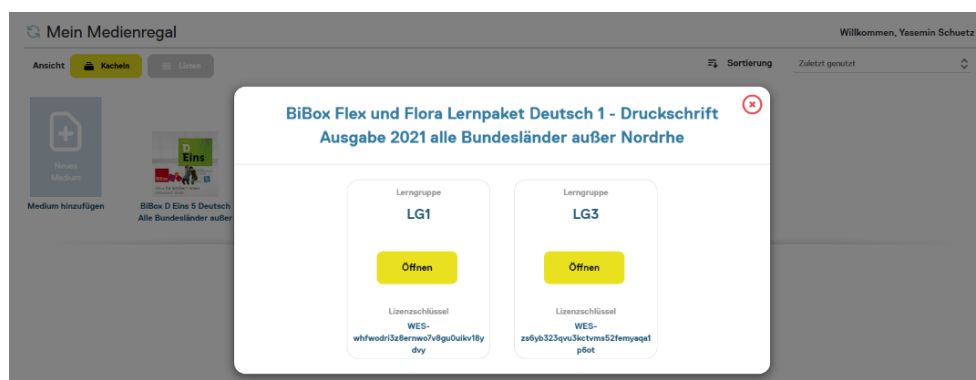 Mein Medienregal
Willkommen, Yasemin Schuetz
Ansicht
Kacheln
Liste
Sortierung
Zuletzt genutzt
BiBox Flex und Flora Lernpaket Deutsch 1 - Druckschrift
Ausgabe 2021 alle Bundesländer außer Nordrhe
Neues
Medium
Medium hinzufügen
D
Eins
BiBox D Eins 5 Deutsch
Alle Bundesländer außer
Lerngruppe
LG1
Öffnen
Lizenzschlüssel
WES-
whfwodri3z8ernwo7v8gu0uikv18y
dvy
Lerngruppe
LG3
Öffnen
Lizenzschlüssel
WES-
zs6yb323qvu3kctvms52femyaqa1
p6ot